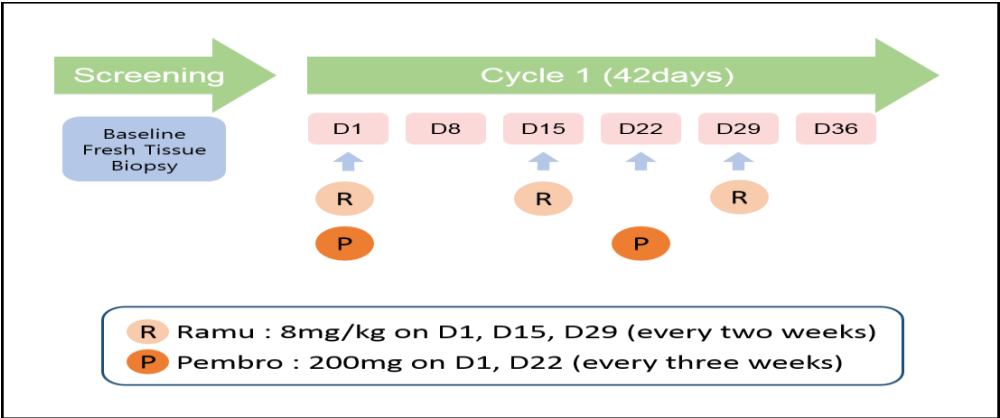 Screening
Cycle 1 (42days)
Baseline
Fresh Tissue
Biopsy
D1 D8 D15 D22 D29 D36
R R R
P P
R Ramu : 8mg/kg on D1, D15, D29 (every two weeks)
P Pembro : 200mg on D1, D22 (every three weeks)